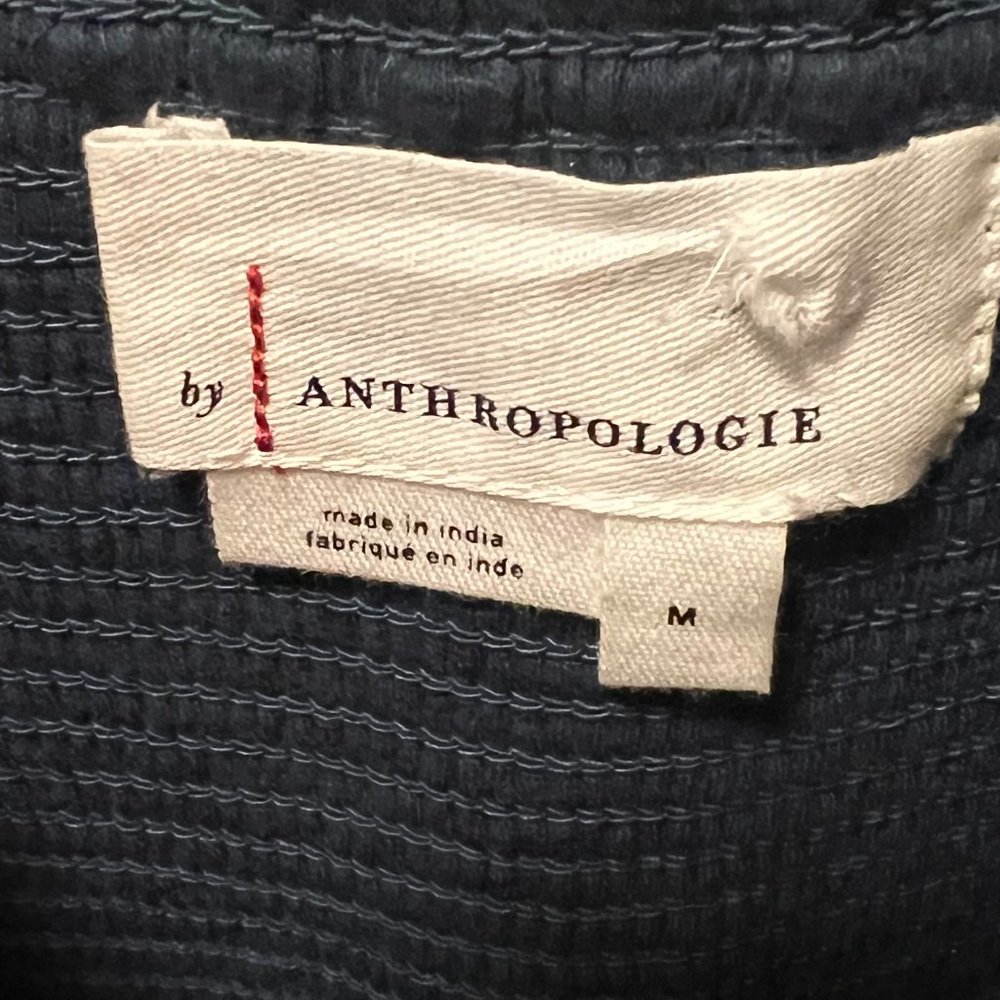 by ANTHROPOLOGIE
made in india
fabriqué en inde
M